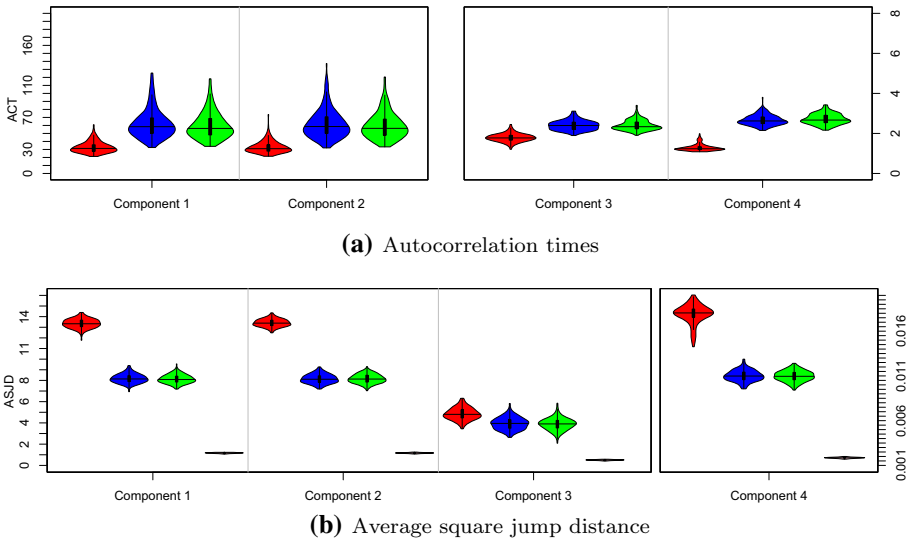 ACT
0 30 70 110 160
0 2 4 6 8
Component 1 Component 2 Component 3 Component 4
(a) Autocorrelation times
ASJD
0 2 4 6 8 11 14
0.001 0.006 0.011 0.016
Component 1 Component 2 Component 3 Component 4
(b) Average square jump distance